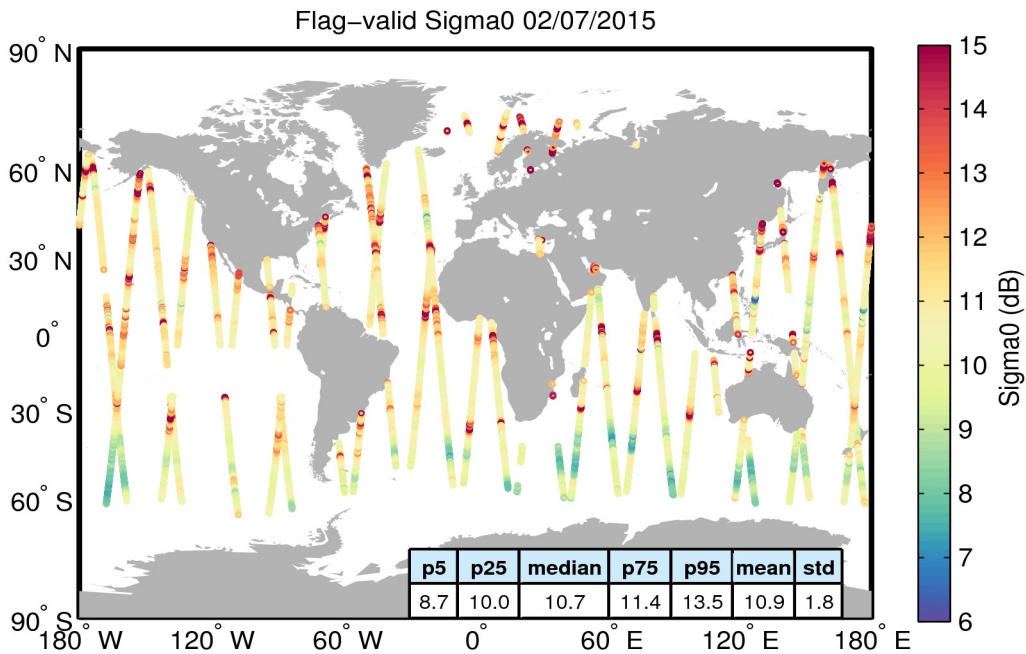 Flag−valid Sigma0 02/07/2015
90° N
60° N
30° N
0°
30° S
60° S
90° S
180° W
120° W
60° W
0°
60° E
120° E
180° E
p5 p25 median p75 p95 mean std
8.7 10.0 10.7 11.4 13.5 10.9 1.8
15
14
13
12
11
10
9
8
7
6
Sigma0 (dB)